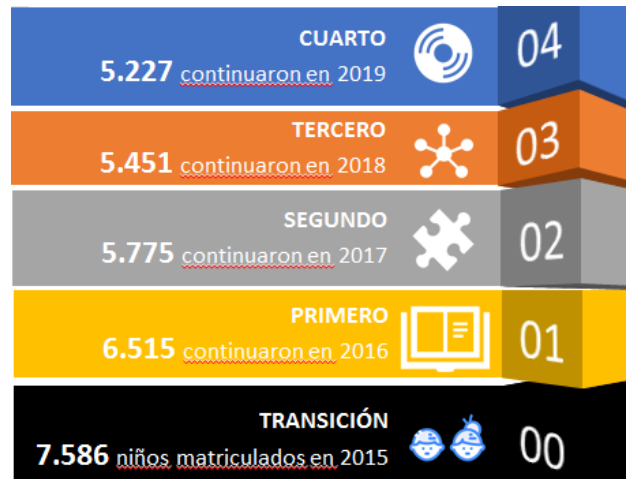 CUARTO
5.227 continuaron en 2019
04
TERCERO
5.451 continuaron en 2018
03
SEGUNDO
5.775 continuaron en 2017
02
PRIMERO
6.515 continuaron en 2016
01
TRANSICIÓN
7.586 niños matriculados en 2015
00